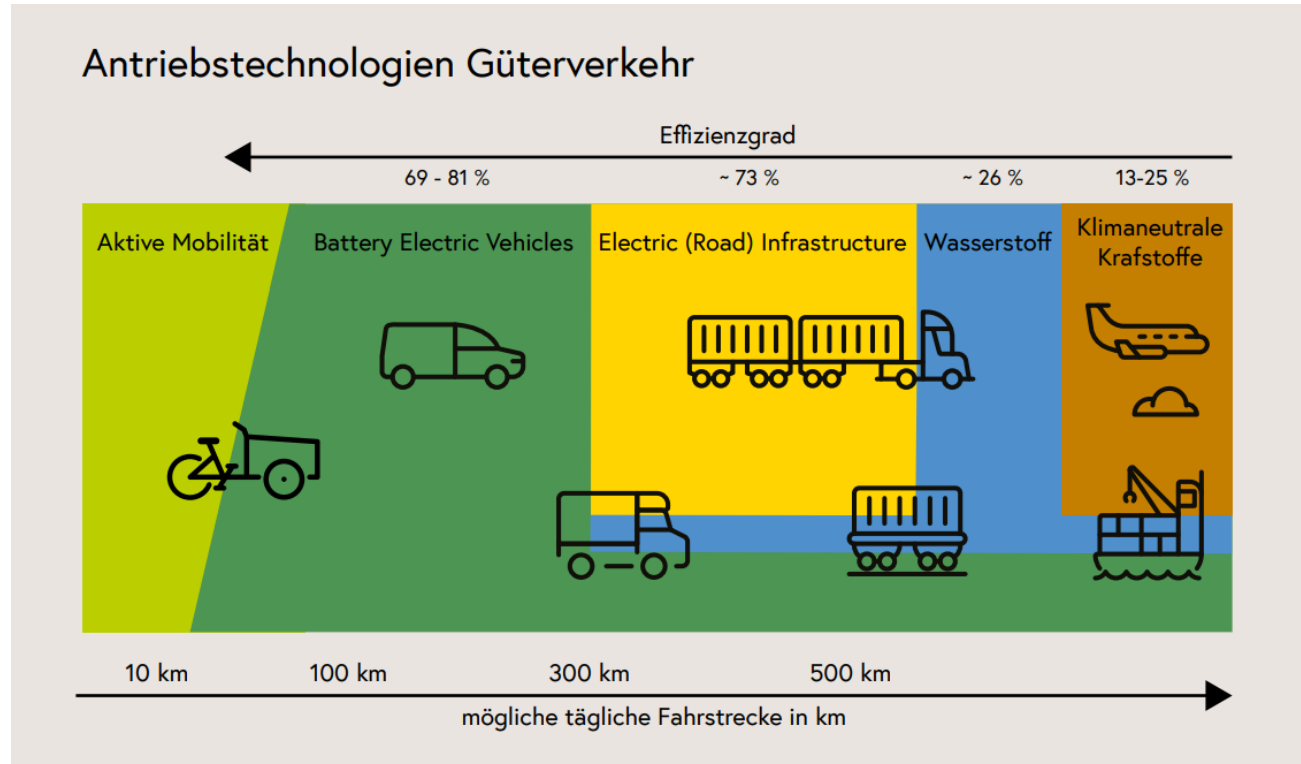 Antriebstechnologien Güterverkehr
Effizienzgrad
69 - 81 %
~ 73 %
~ 26 %
13-25 %
Aktive Mobilität
Battery Electric Vehicles
Electric (Road) Infrastructure
Wasserstoff
Klimaneutrale
Krafstoffe
10 km
100 km
300 km
500 km
mögliche tägliche Fahrstrecke in km